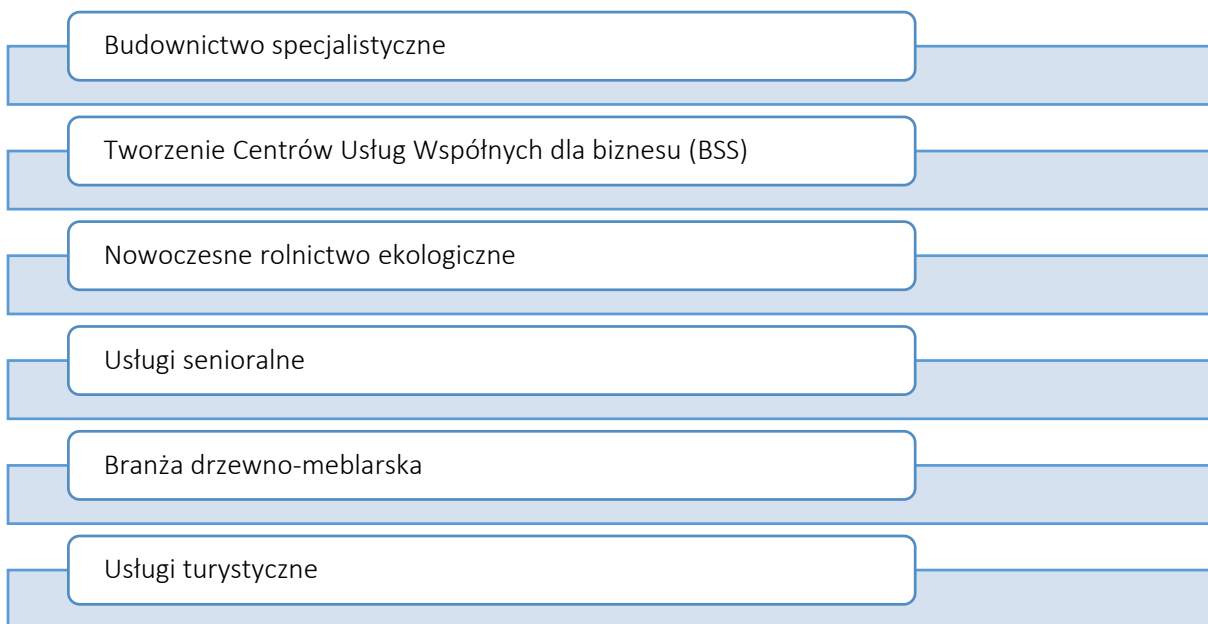 Budownictwo specjalistyczne
Tworzenie Centrów Usług Wspólnych dla biznesu (BSS)
Nowoczesne rolnictwo ekologiczne
Usługi senioralne
Branża drzewno-meblarska
Usługi turystyczne